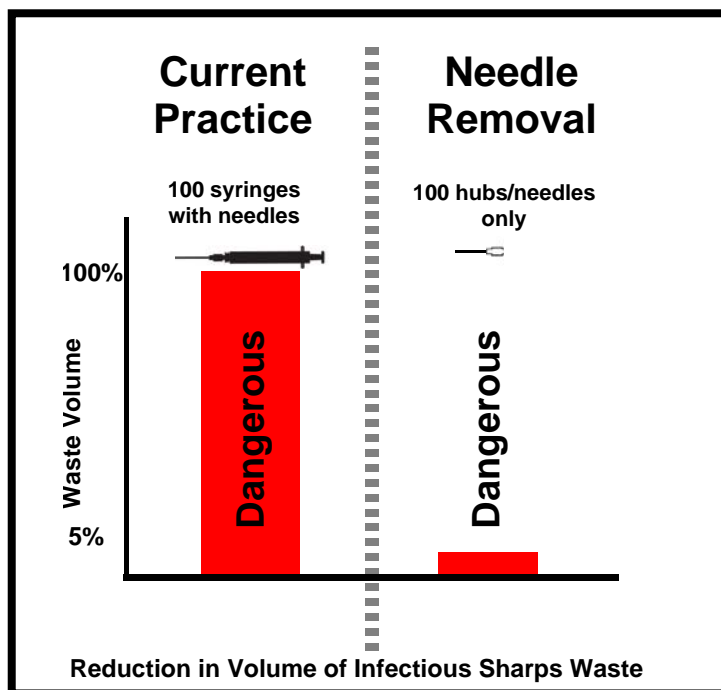 Current
Practice
Needle
Removal
100 syringes
with needles
100 hubs/needles
only
100%
Waste Volume
5%
Dangerous
Dangerous
Reduction in Volume of Infectious Sharps Waste